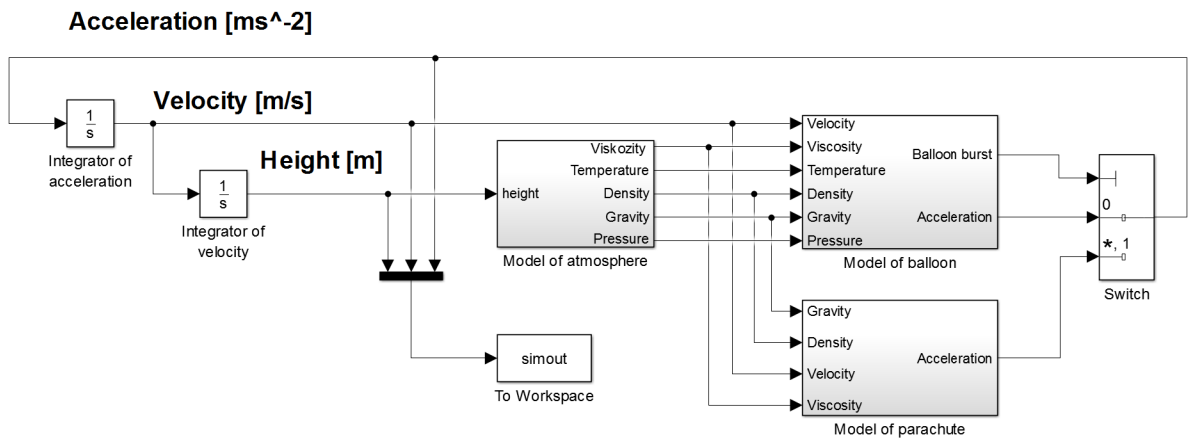 Acceleration [ms^-2]
Velocity [m/s]
1
s
Integrator of
acceleration
Height [m]
1
s
Integrator of
velocity
height
Viskozity
Temperature
Density
Gravity
Pressure
Model of atmosphere
Velocity
Viscosity
Temperature
Density
Gravity
Pressure
Balloon burst
Acceleration
Model of balloon
0
*, 1
Switch
Gravity
Density
Velocity
Viscosity
Acceleration
Model of parachute
simout
To Workspace